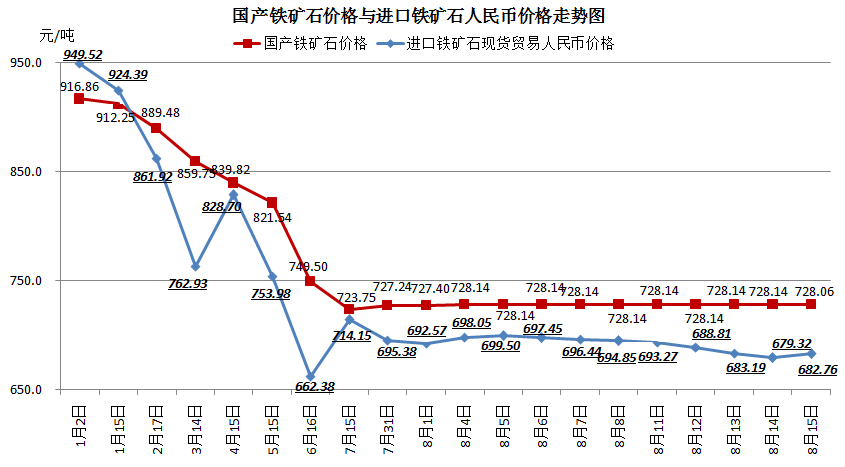 国产铁矿石价格与进口铁矿石人民币价格走势图
元/吨
国产铁矿石价格 进口铁矿石现货贸易人民币价格
950.0
850.0
750.0
650.0
916.86 912.25 889.48 859.75 839.82 821.54 749.50 723.75 727.24 727.40 728.14 728.14 728.14 728.14 728.14 728.14 728.14 728.14 728.14 728.06
949.52 924.39 861.92 762.93 828.70 753.98 662.38 714.15 695.38 692.57 698.05 699.50 697.45 696.44 694.85 693.27 688.81 683.19 679.32 682.76
1月2日
1月15日
2月17日
3月14日
4月15日
5月15日
6月16日
7月15日
7月31日
8月1日
8月4日
8月5日
8月6日
8月7日
8月8日
8月11日
8月12日
8月13日
8月14日
8月15日